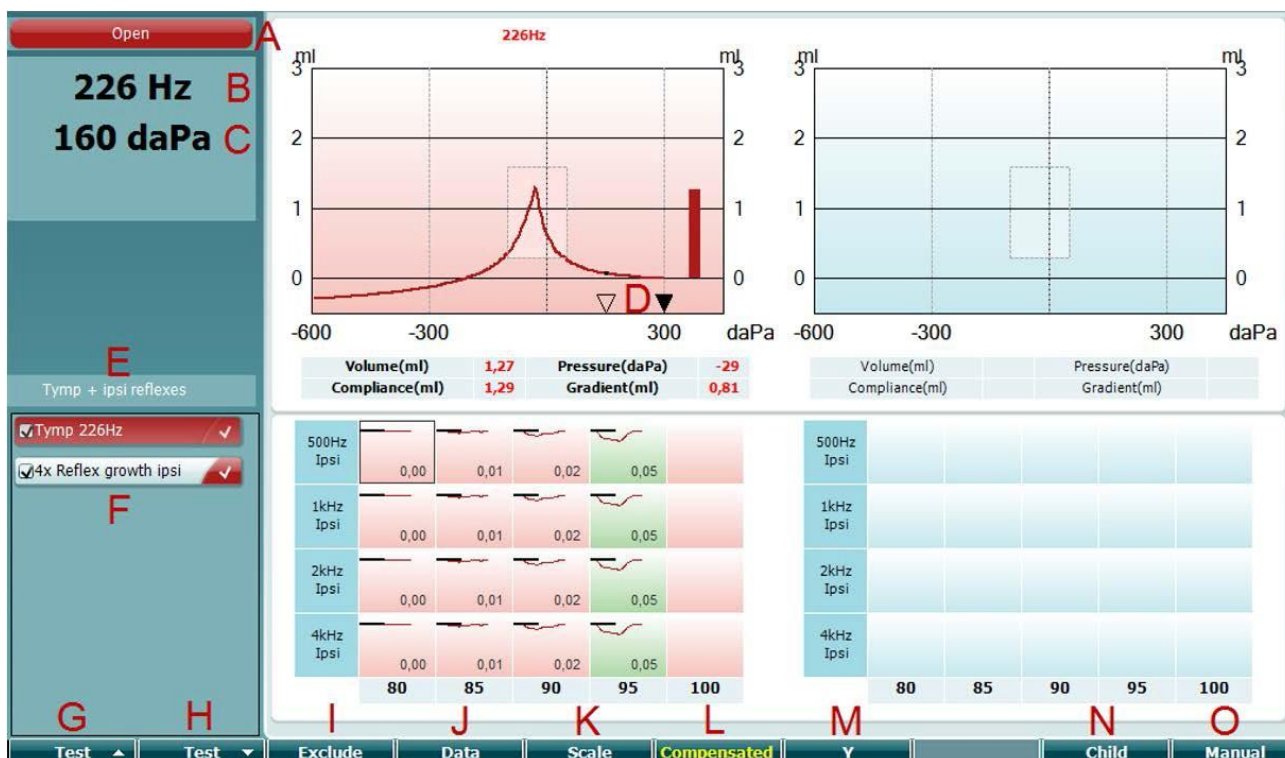 Open
A
226 Hz B
160 daPa C
E
Tymp + ipsi reflexes
Tymp 226Hz
4x Reflex growth ipsi
F
226Hz
ml ml
3 3
2 2
1 1
0 0
D
-600 -300 300 daPa
Volume(ml) 1,27 Pressure(daPa) -29
Compliance(ml) 1,29 Gradient(ml) 0,81
ml ml
3 3
2 2
1 1
0 0
-600 -300 300 daPa
Volume(ml) Pressure(daPa)
Compliance(ml) Gradient(ml)
500Hz
Ipsi
0,00 0,01 0,02 0,05
1kHz
Ipsi
0,00 0,01 0,02 0,05
2kHz
Ipsi
0,00 0,01 0,02 0,05
4kHz
Ipsi
0,00 0,01 0,02 0,05
80 85 90 95 100
500Hz
Ipsi
1kHz
Ipsi
2kHz
Ipsi
4kHz
Ipsi
80 85 90 95 100
G H I J K L M N O
Test Test Exclude Data Scale Compensated Y Child Manual